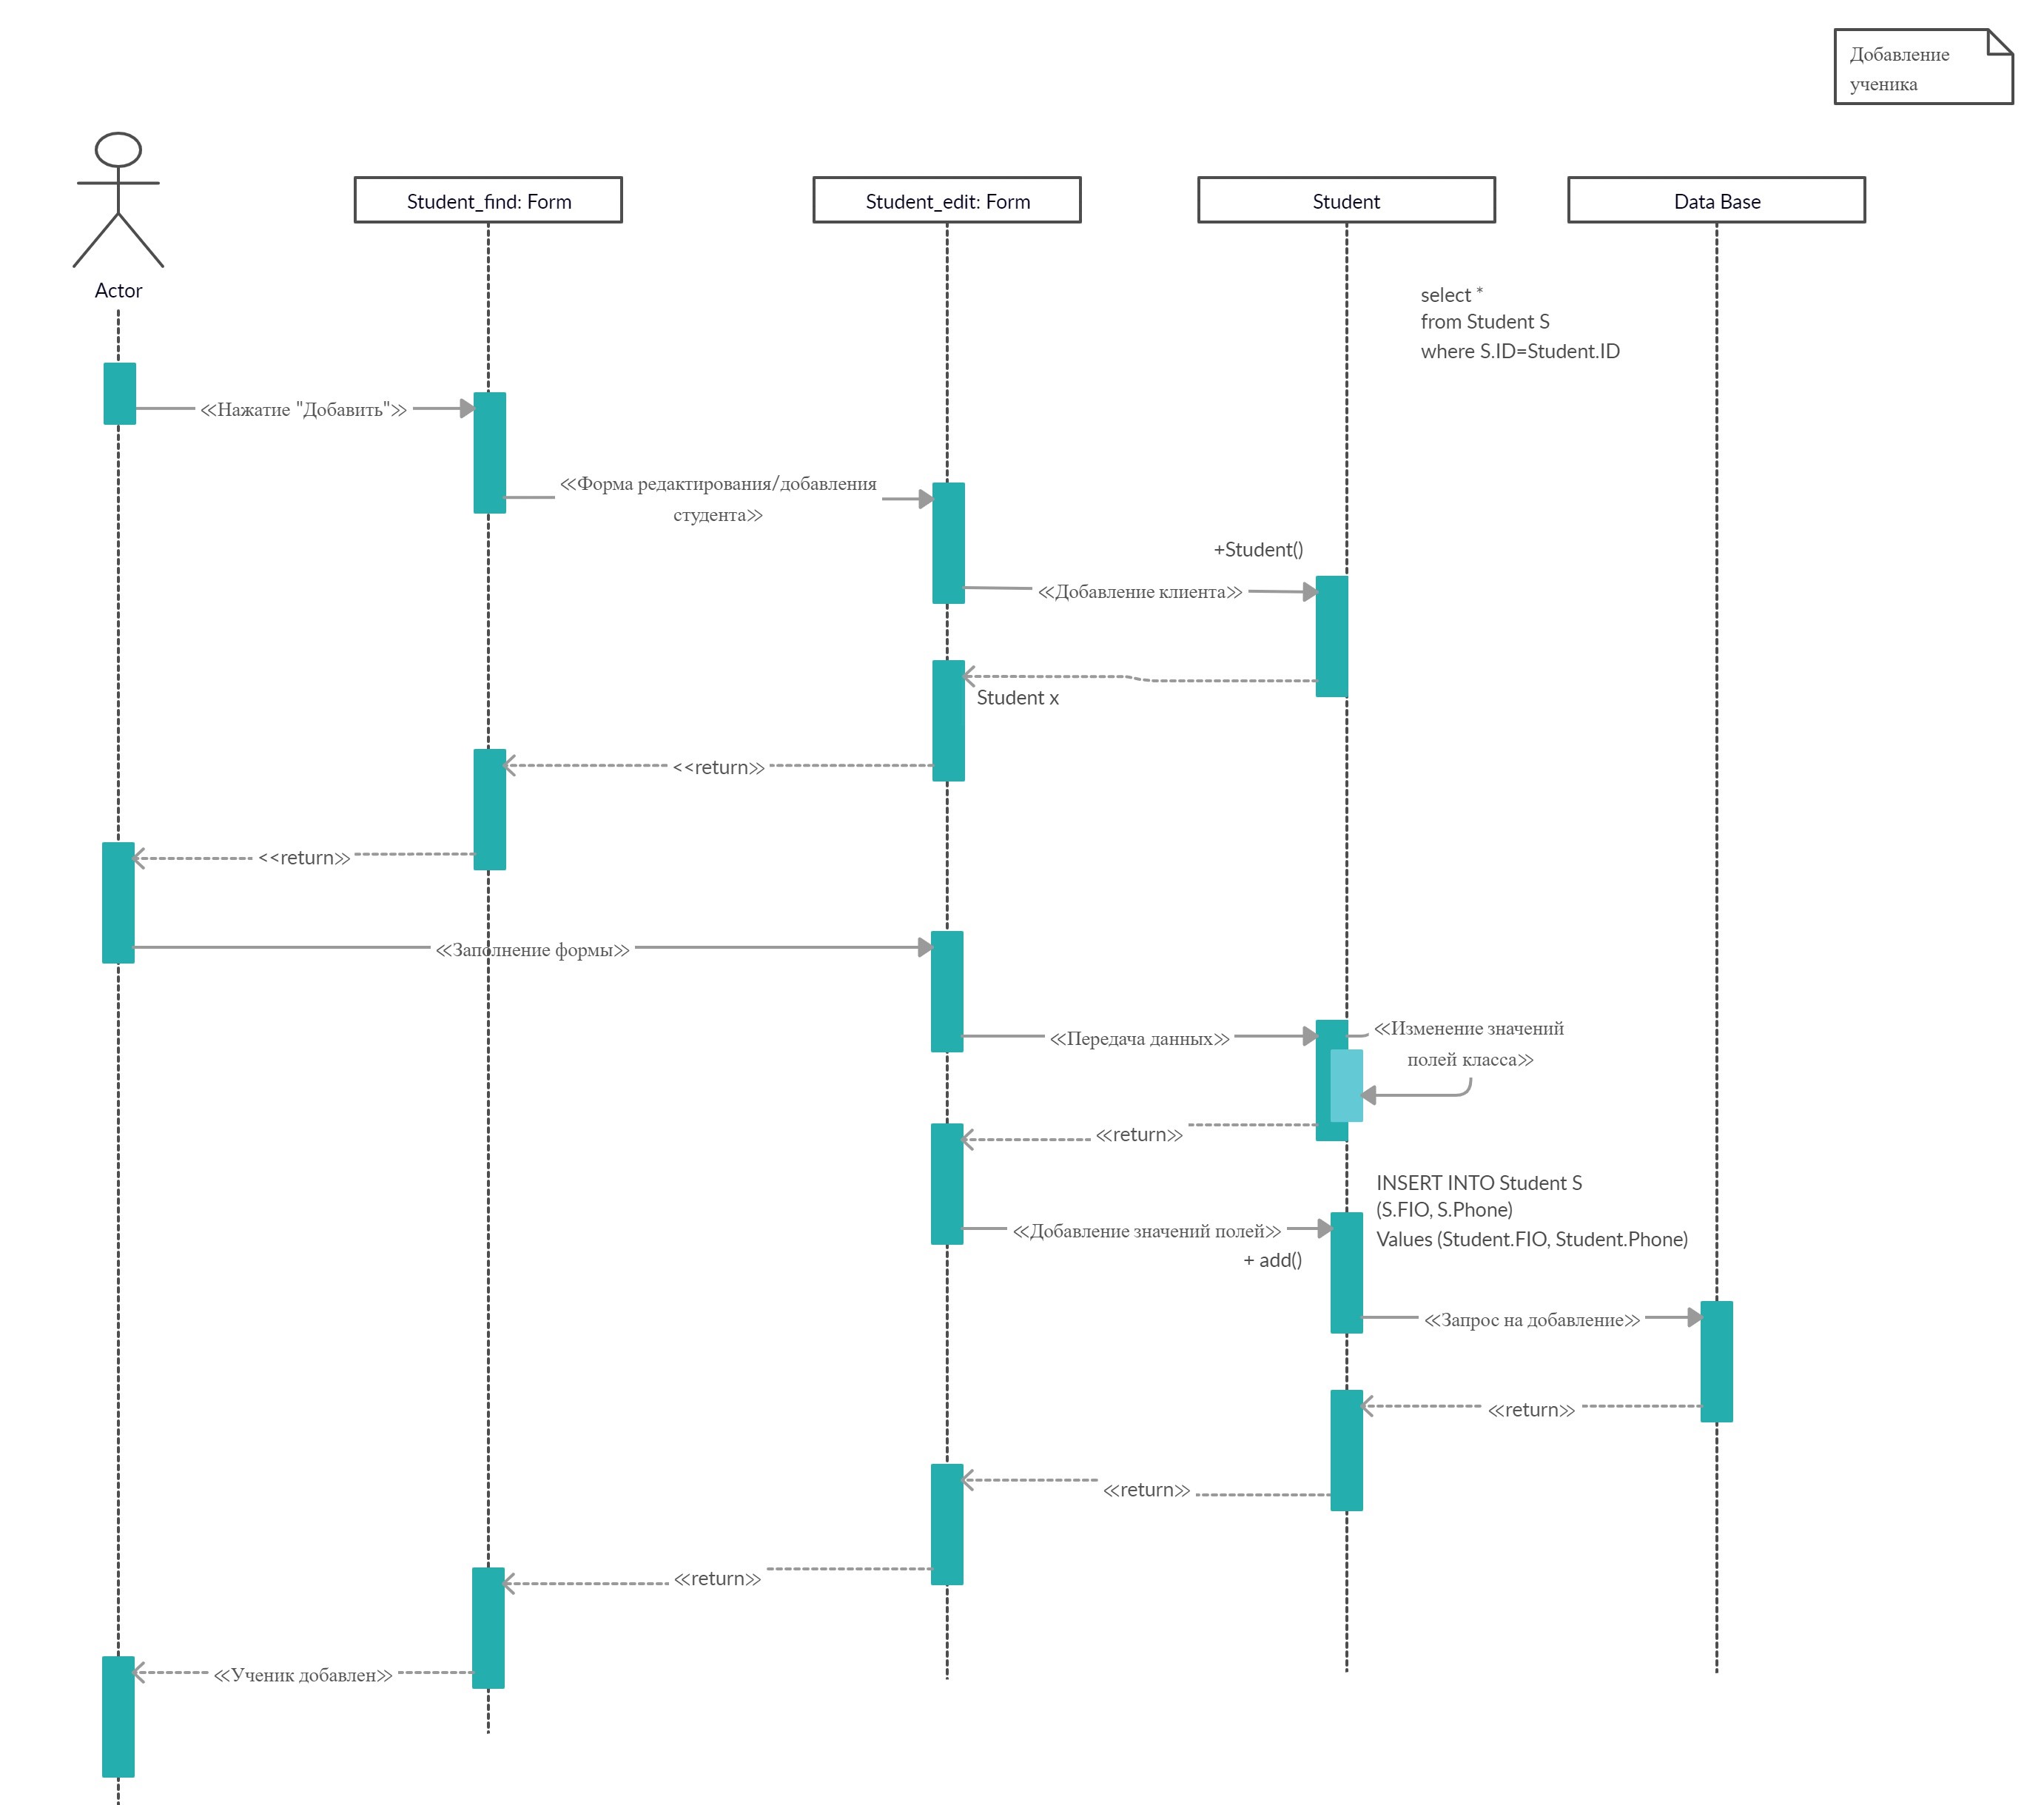 Добавление
ученика
Student_find: Form
Student_edit: Form
Student
Data Base
Actor
select *
from Student S
where S.ID=Student.ID
<<Нажатие "Добавить">>
<<Форма редактирования/добавления
студента>>
+Student()
<<Добавление клиента>>
Student x
<<return>>
<<return>>
<<Заполнение формы>>
<<Передача данных>>
<<Изменение значений
полей класса>>
<<return>>
INSERT INTO Student S
(S.FIO, S.Phone)
Values (Student.FIO, Student.Phone)
<<Добавление значений полей>>
+ add()
<<Запрос на добавление>>
<<return>>
<<return>>
<<return>>
<<Ученик добавлен>>